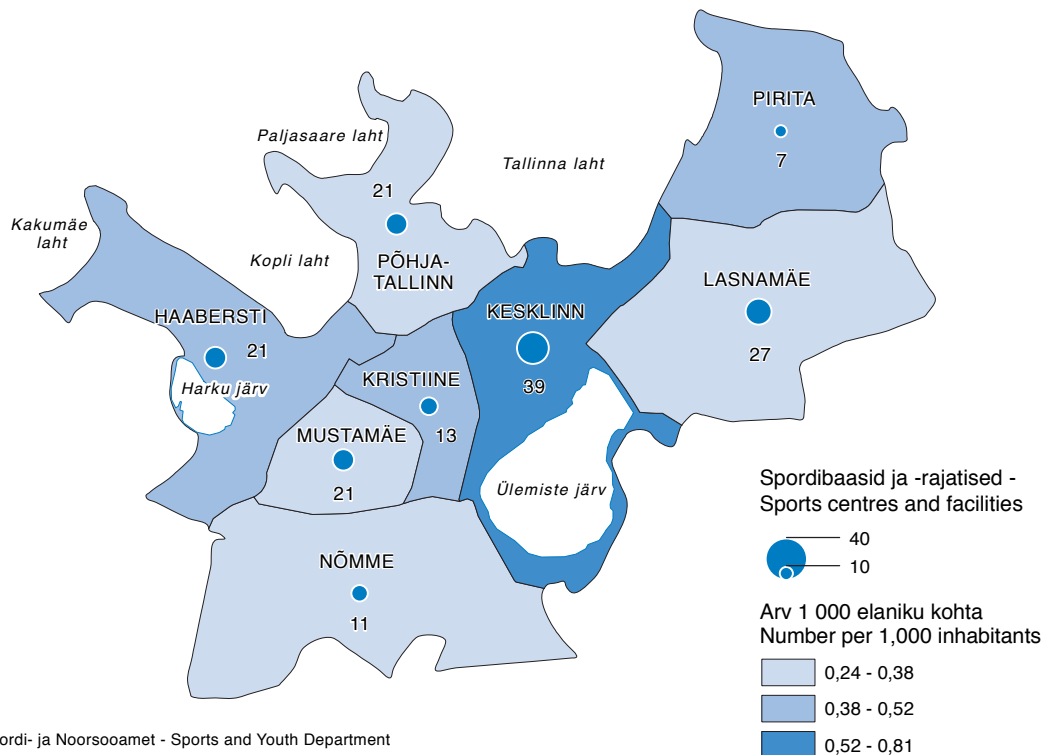 PIRITA
7
Paljasaare laht
Tallinna laht
21
Kakumäe
laht
Kopli laht
PÕHJA-
TALLINN
LASNAMÄE
27
HAABERSTI
21
KESKLINN
39
Harku järv
KRISTIINE
13
MUSTAMÄE
21
Ülemiste järv
NÕMME
11
Spordibaasid ja -rajatised -
Sports centres and facilities
40
10
Arv 1 000 elaniku kohta
Number per 1,000 inhabitants
0,24 - 0,38
0,38 - 0,52
0,52 - 0,81
ordi- ja Noorsooamet - Sports and Youth Department